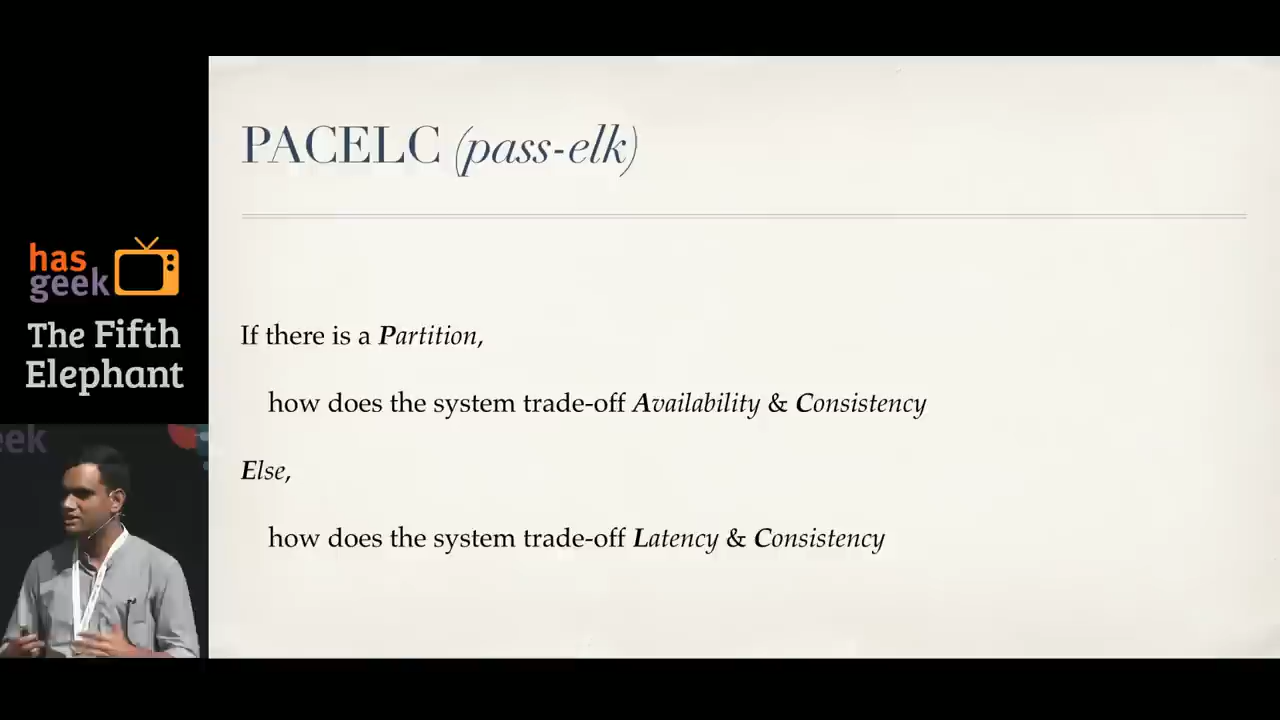 PACELC (pass-elk)
has
geek
The Fifth
Elephant
If there is a Partition,
how does the system trade-off Availability & Consistency
Else,
how does the system trade-off Latency & Consistency
eek